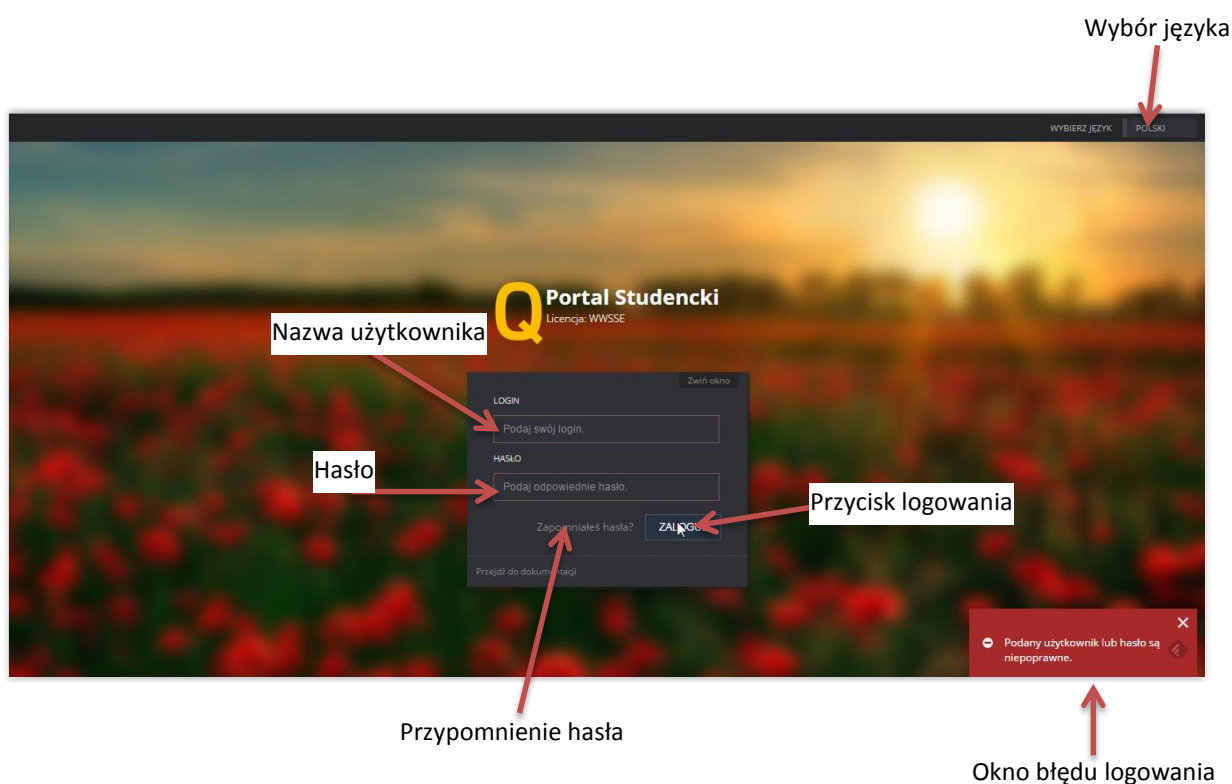 Wybór języka
WYBIERZ JĘZYK POLSKI
Q Portal Studencki
Licencja: WWSSE
Nazwa użytkownika
Zwiń okno
LOGIN
Podaj swój login.
HASŁO
Hasło
Podaj odpowiednie hasło.
Przycisk logowania
Zapomniałeś hasła?
Przejdź do dokumentacji
Podany użytkownik lub hasło są
niepoprawne.
Przypomnienie hasła
Okno błędu logowania